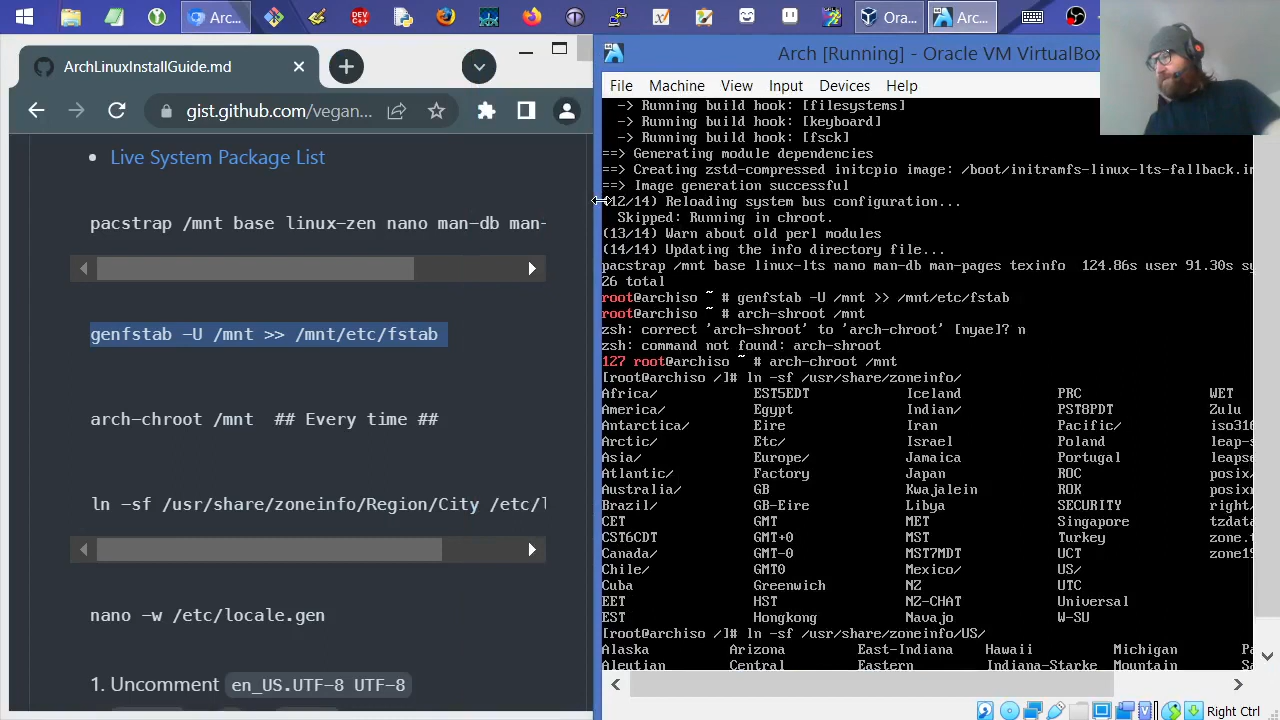 Arc...
DEV C++
Ora...
Arc...
ArchLinuxInstallGuide.md
Arch [Running] - Oracle VM VirtualBox
File Machine View Input Devices Help
gist.github.com/vegan...
Live System Package List
pacstrap /mnt base linux-zen nano man-db man-
genfstab -U /mnt >> /mnt/etc/fstab
arch-chroot /mnt  ## Every time ##
ln -sf /usr/share/zoneinfo/Region/City /etc/l
nano -w /etc/locale.gen
1. Uncomment en_US.UTF-8 UTF-8
-> Running build hook: [filesystems]
-> Running build hook: [keyboard]
-> Running build hook: [fsck]
==> Generating module dependencies
==> Creating zstd-compressed initcpio image: /boot/initramfs-linux-lts-fallback.im
==> Image generation successful
12/14) Reloading system bus configuration...
Skipped: Running in chroot.
(13/14) Warn about old perl modules
(14/14) Updating the info directory file...
pacstrap /mnt base linux-lts nano man-db man-pages texinfo  124.86s user 91.30s sy
26 total
root@archiso ~ # genfstab -U /mnt >> /mnt/etc/fstab
root@archiso ~ # arch-shroot /mnt
zsh: correct 'arch-shroot' to 'arch-chroot' [nyae]? n
zsh: command not found: arch-shroot
127 root@archiso ~ # arch-chroot /mnt
[root@archiso /]# ln -sf /usr/share/zoneinfo/
Africa/ EST5EDT Iceland PRC WET
America/ Egypt Indian/ PST8PDT Zulu
Antarctica/ Eire Iran Pacific/ iso316
Arctic/ Etc/ Israel Poland leap-s
Asia/ Europe/ Jamaica Portugal leapse
Atlantic/ Factory Japan ROC posix/
Australia/ GB Kwajalein ROK posixr
Brazil/ GB-Eire Libya SECURITY right/
CET GMT MET Singapore tzdata
CST6CDT GMT+0 MST Turkey zone.t
Canada/ GMT-0 MST7MDT UCT zone19
Chile/ GMT0 Mexico/ US/
Cuba Greenwich NZ UTC
EET HST NZ-CHAT Universal
EST Hongkong Navajo W-SU
[root@archiso /]# ln -sf /usr/share/zoneinfo/US/
Alaska Arizona East-Indiana Hawaii Michigan Pa
Aleutian Central Eastern Indiana-Starke Mountain Sa
Right Ctrl